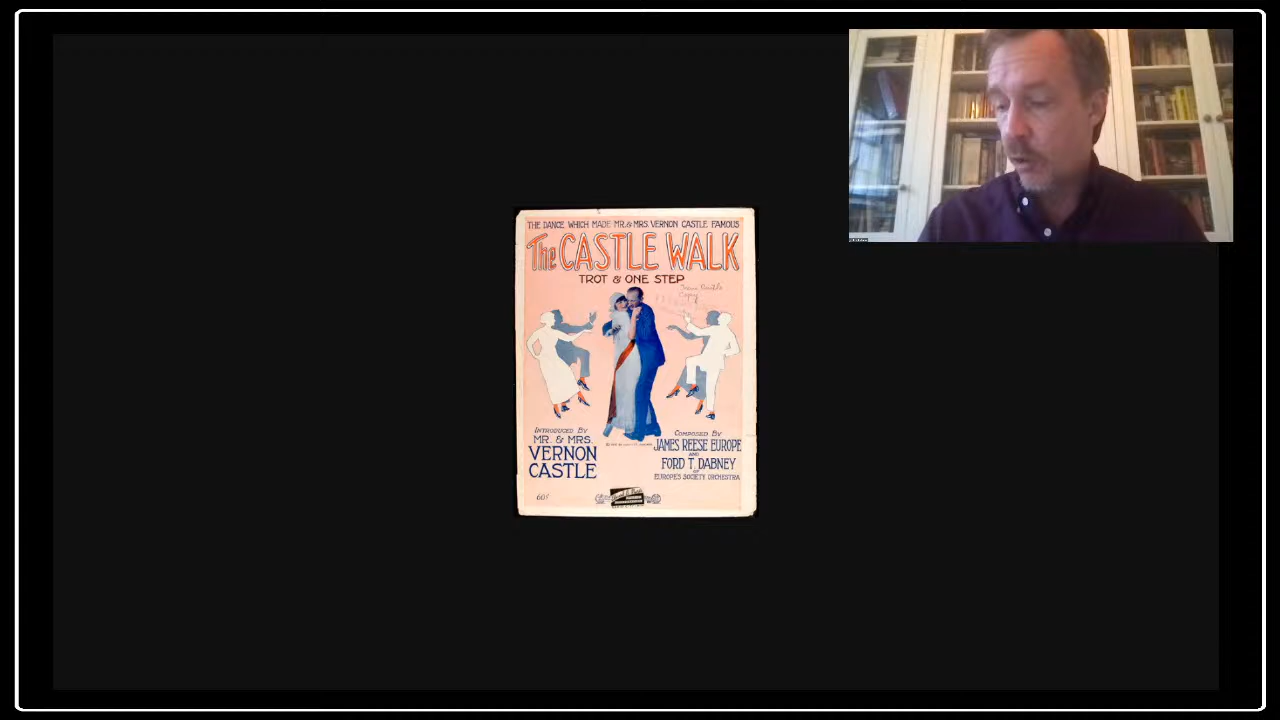 THE DANCE WHICH MADE MR. & MRS. VERNON CASTLE FAMOUS
The CASTLE WALK
TROT & ONE STEP
Copy
INTRODUCED BY
MR. & MRS.
VERNON
CASTLE
COMPOSED BY
JAMES REESE EUROPE
AND
FORD T. DABNEY
OF
EUROPE'S SOCIETY ORCHESTRA
60¢